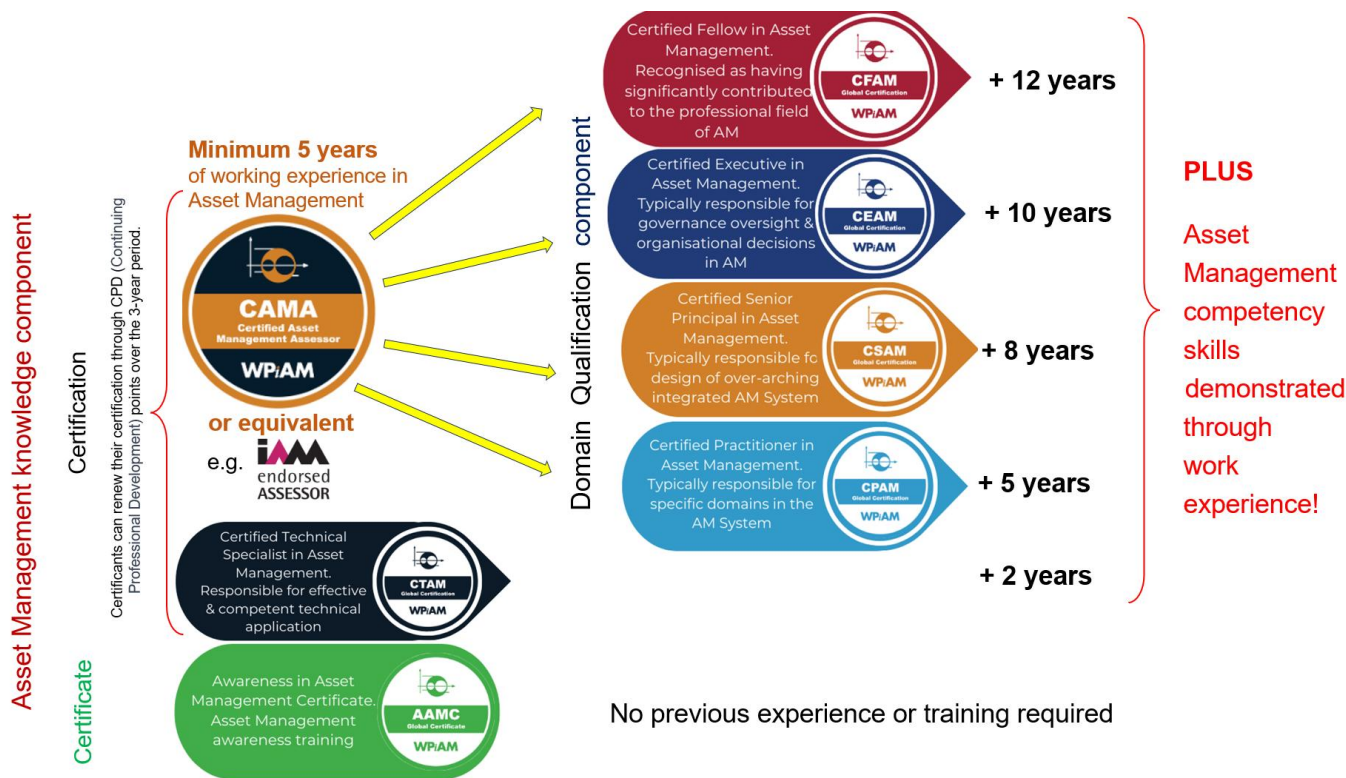 Asset Management knowledge component
Certification
Certificate
Certificants can renew their certification through CPD (Continuing
Professional Development) points over the 3-year period.
Minimum 5 years
of working experience in
Asset Management
CAMA
Certified Asset
Management Assessor
WPiAM
or equivalent
e.g.
iAM
endorsed
ASSESSOR
Certified Technical
Specialist in Asset
Management.
Responsible for effective
& competent technical
application
CTAM
Global Certification
WPiAM
Awareness in Asset
Management Certificate.
Asset Management
awareness training
AAMC
Global Certificate
WPiAM
Domain Qualification component
Certified Fellow in Asset
Management.
Recognised as having
significantly contributed
to the professional field
of AM
CFAM
Global Certification
WPiAM
+ 12 years
Certified Executive in
Asset Management.
Typically responsible for
governance oversight &
organisational decisions
in AM
CEAM
Global Certification
WPiAM
+ 10 years
Certified Senior
Principal in Asset
Management.
Typically responsible fo
design of over-arching
integrated AM System
CSAM
Global Certification
WPiAM
+ 8 years
Certified Practitioner in
Asset Management.
Typically responsible for
specific domains in the
AM System
CPAM
Global Certification
WPiAM
+ 5 years
+ 2 years
No previous experience or training required
PLUS
Asset
Management
competency
skills
demonstrated
through
work
experience!